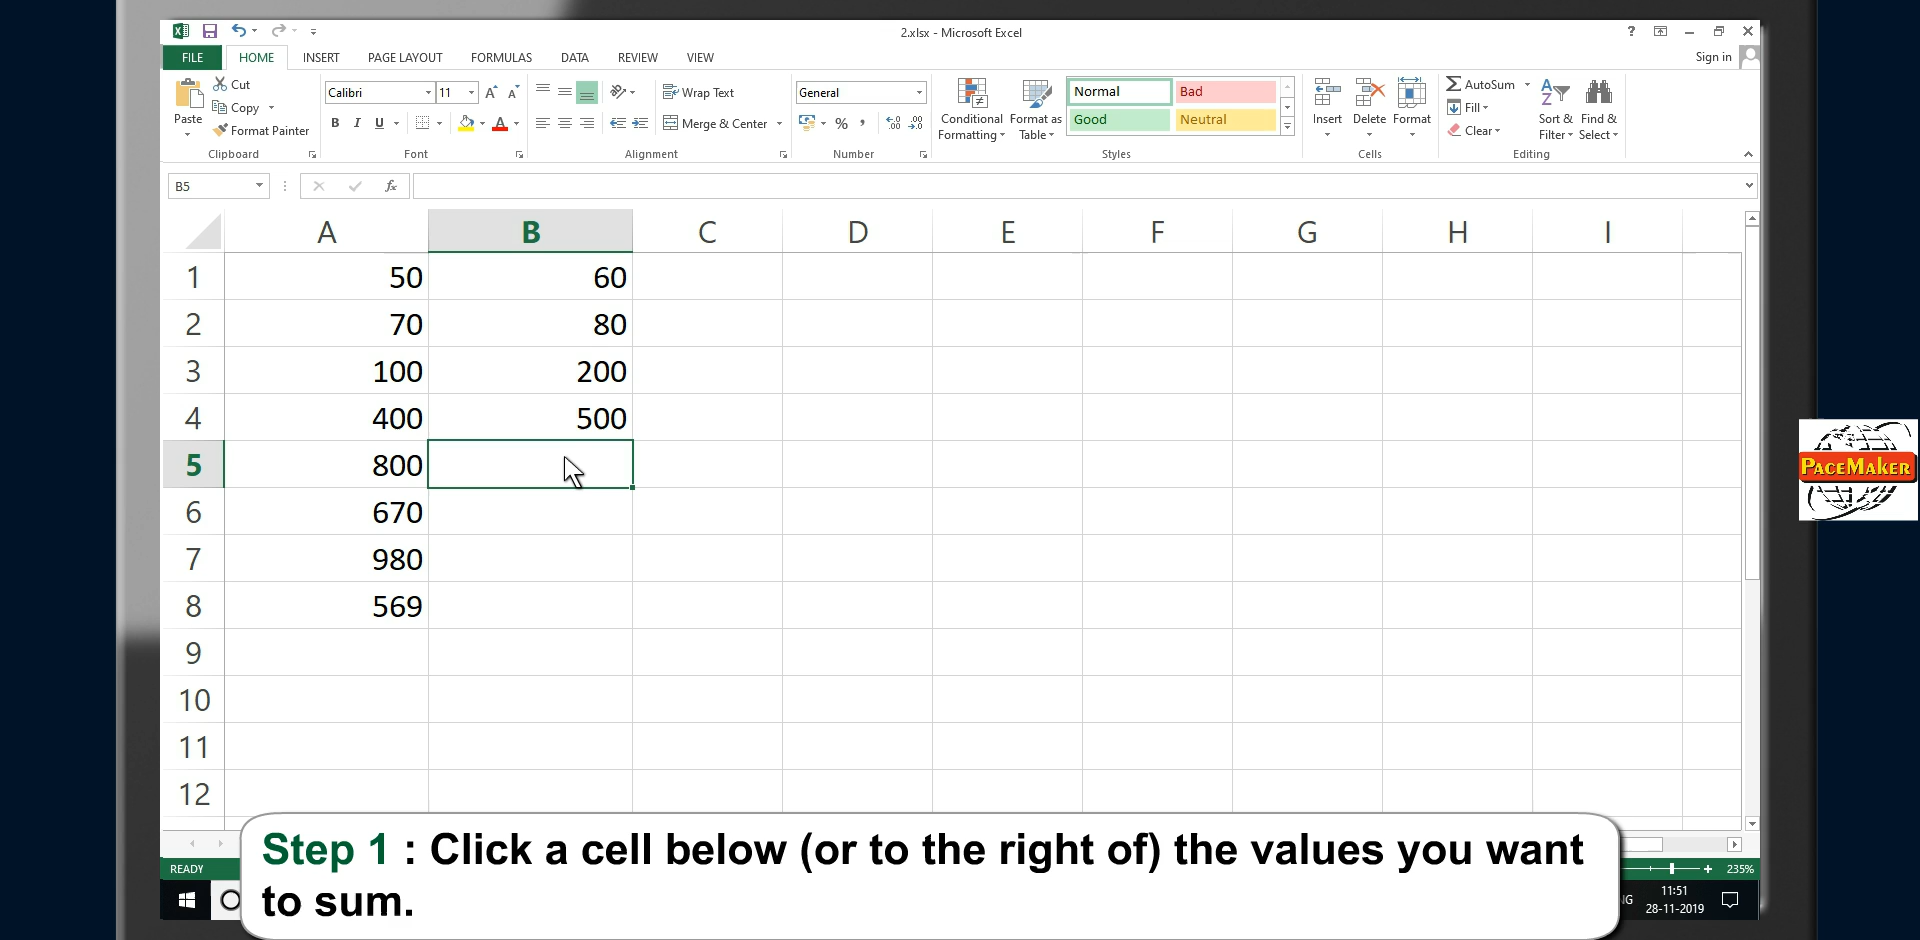 2.xlsx - Microsoft Excel
?
FILE HOME INSERT PAGE LAYOUT FORMULAS DATA REVIEW VIEW Sign in
Paste
Cut
Copy
Format Painter
Clipboard
Calibri 11
B I U
Font
Wrap Text
Merge & Center
Alignment
General
%
Number
Conditional Formatting
Format as Table
Normal Bad
Good Neutral
Styles
Insert Delete Format
Cells
AutoSum
Fill
Clear
Sort & Filter
Find & Select
Editing
B5
fx
A B C D E F G H I
1 50 60
2 70 80
3 100 200
4 400 500
5 800
6 670
7 980
8 569
9
10
11
12
PACEMAKER
Step 1 : Click a cell below (or to the right of) the values you want
to sum.
READY
235%
11:51
28-11-2019